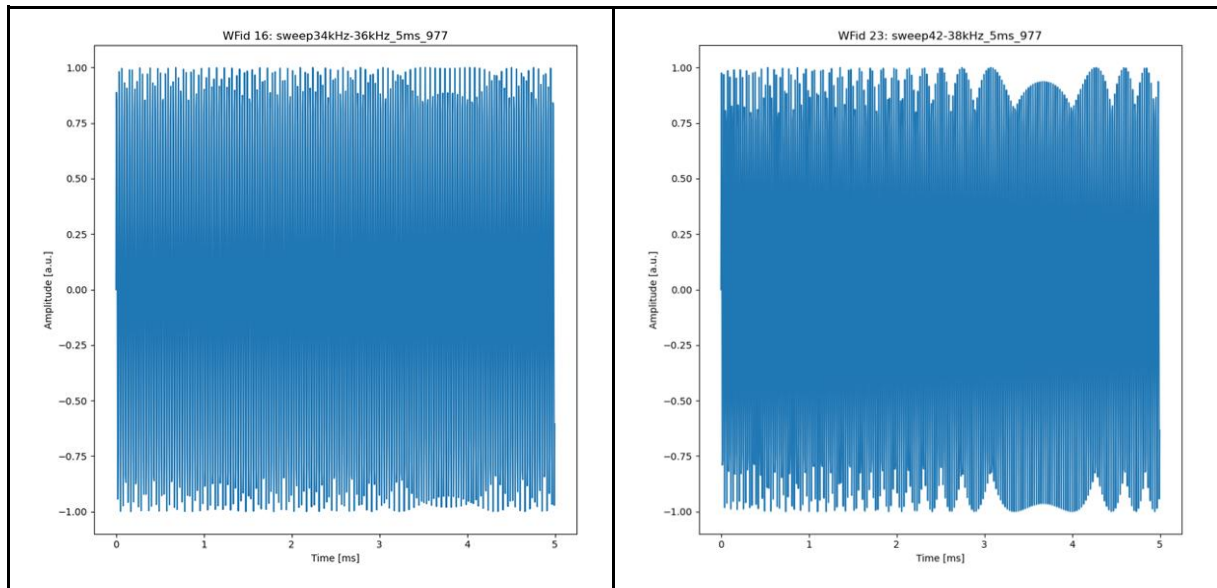 WFid 16: sweep34kHz-36kHz_5ms_977
1.00
0.75
0.50
0.25
0.00
−0.25
−0.50
−0.75
−1.00
Amplitude [a.u.]
0 1 2 3 4 5
Time [ms]
WFid 23: sweep42-38kHz_5ms_977
1.00
0.75
0.50
0.25
0.00
−0.25
−0.50
−0.75
−1.00
Amplitude [a.u.]
0 1 2 3 4 5
Time [ms]